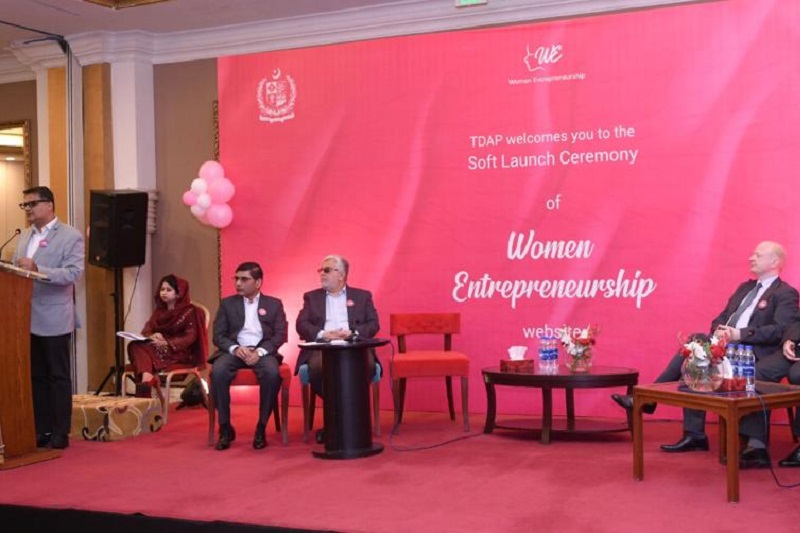 WE
Women Entrepreneurship
TDAP welcomes you to the
Soft Launch Ceremony
of
Women
Entrepreneurship
website